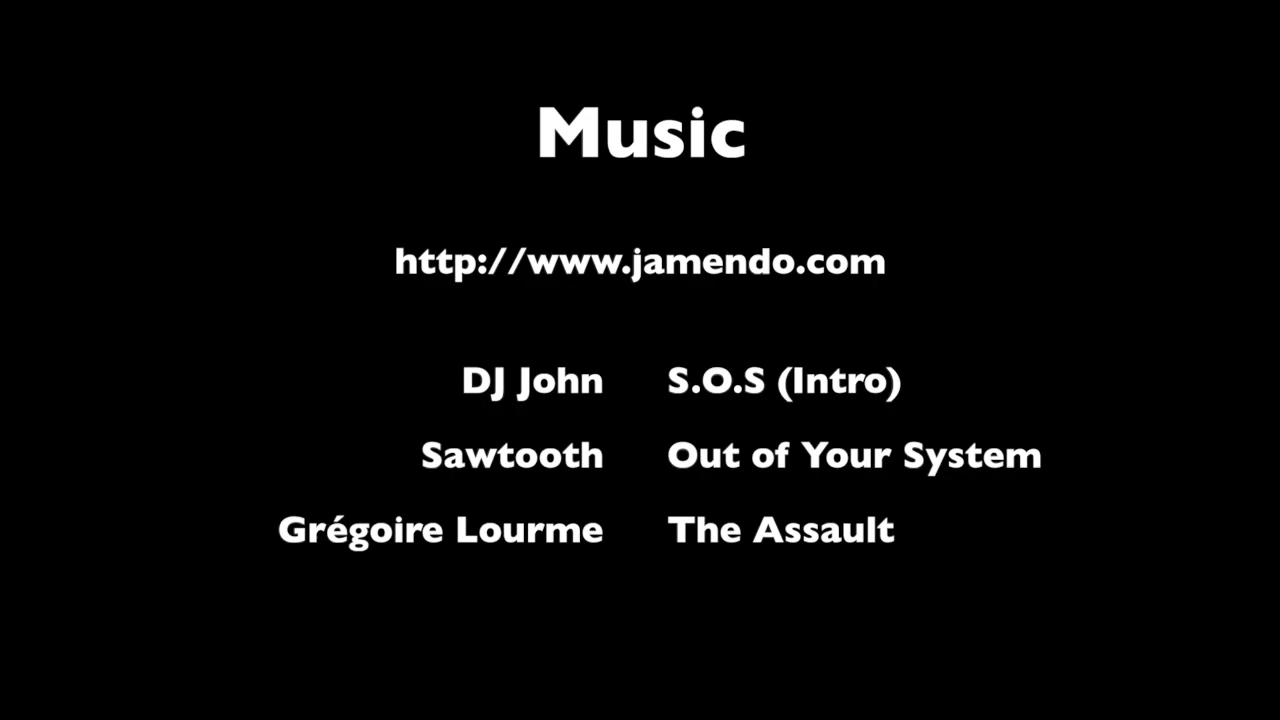 Music
http://www.jamendo.com
DJ John S.O.S (Intro)
Sawtooth Out of Your System
Grégoire Lourme The Assault